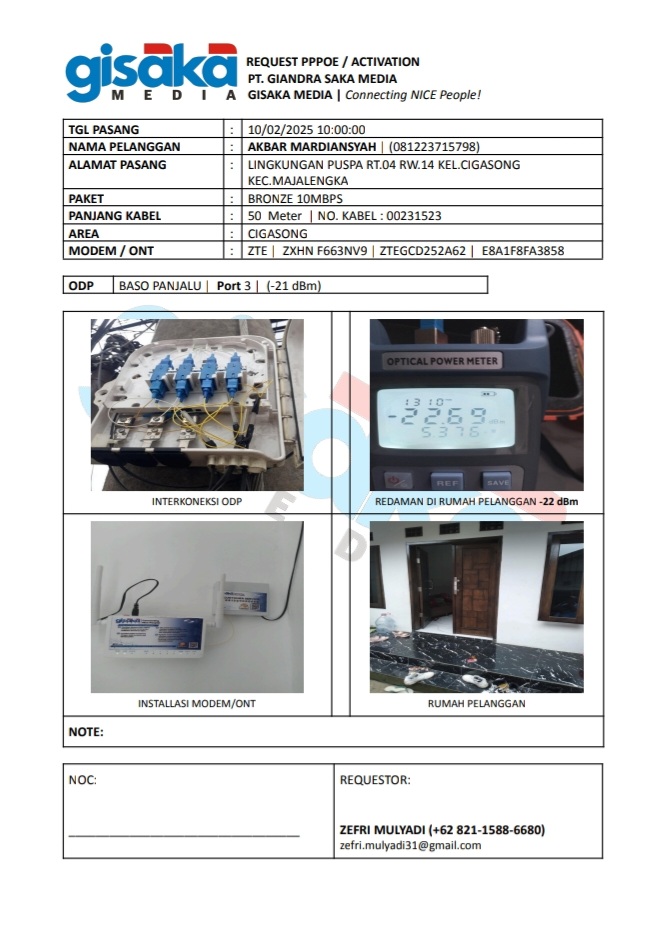 gisaka
MEDIA
REQUEST PPPOE / ACTIVATION
PT. GIANDRA SAKA MEDIA
GISAKA MEDIA | Connecting NICE People!
TGL PASANG : 10/02/2025 10:00:00
NAMA PELANGGAN : AKBAR MARDIANSYAH | (081223715798)
ALAMAT PASANG : LINGKUNGAN PUSPA RT.04 RW.14 KEL.CIGASONG
KEC.MAJALENGKA
PAKET : BRONZE 10MBPS
PANJANG KABEL : 50 Meter | NO. KABEL : 00231523
AREA : CIGASONG
MODEM / ONT : ZTE | ZXHN F663NV9 | ZTEGCD252A62 | E8A1F8FA3858
ODP BASO PANJALU | Port 3 | (-21 dBm)
OPTICAL POWER METER
1310
-22.69
REF
SAVE
INTERKONEKSI ODP
REDAMAN DI RUMAH PELANGGAN -22 dBm
gisaka
INSTALLASI MODEM/ONT
RUMAH PELANGGAN
NOTE:
NOC:
REQUESTOR:
ZEFRI MULYADI (+62 821-1588-6680)
zefri.mulyadi31@gmail.com